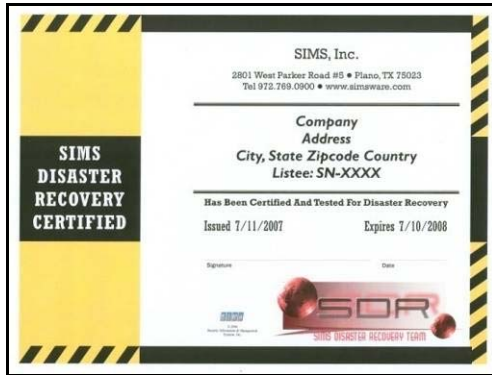 SIMS
DISASTER
RECOVERY
CERTIFIED
SIMS, Inc.
2801 West Parker Road #5 ● Plano, TX 75023
Tel 972.769.0900 ● www.simsware.com
Company
Address
City, State Zipcode Country
Listee: SN-XXXX
Has Been Certified And Tested For Disaster Recovery
Issued 7/11/2007 Expires 7/10/2008
Signature Date
SDR
SIMS DISASTER RECOVERY TEAM